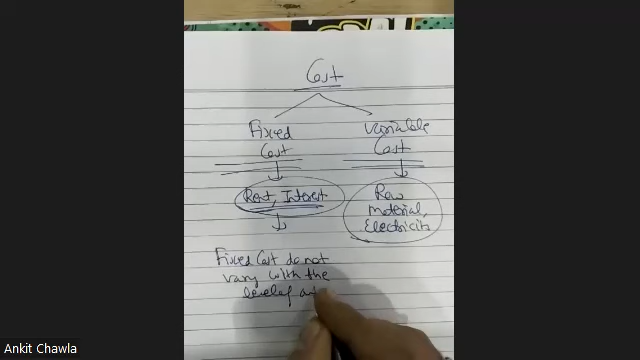 Cost
Fixed
Cost
Variable
Cost
Rent, Interest
Raw
Material,
Electricity
Fixed Cost do not
vary with the
level of
Ankit Chawla